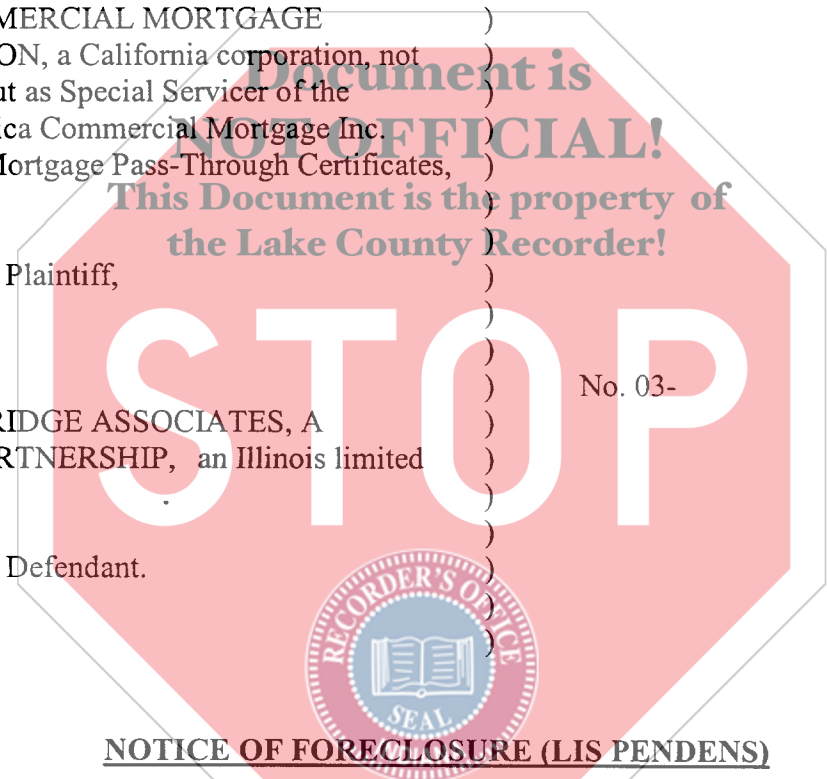 MERCIAL MORTGAGE )
ON, a California corporation, not )
Document is
ut as Special Servicer of the )
ica Commercial Mortgage Inc. )
NOT OFFICIAL!
Mortgage Pass-Through Certificates, )
This Document is the property of )
the Lake County Recorder! )
Plaintiff, )
)
STOP
)
) No. 03-
RIDGE ASSOCIATES, A )
RTNERSHIP, an Illinois limited )
)
)
Defendant. )
RECORDER'S OFFICE
)
)
SEAL
NOTICE OF FORECLOSURE (LIS PENDENS)